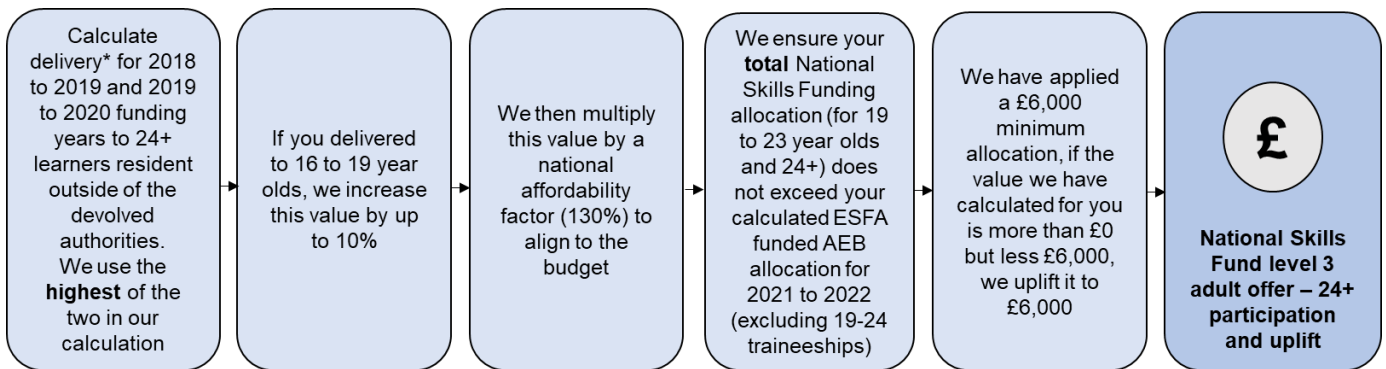 Calculate
delivery* for 2018
to 2019 and 2019
to 2020 funding
years to 24+
learners resident
outside of the
devolved
authorities.
We use the
highest of the
two in our
calculation
If you delivered
to 16 to 19 year
olds, we increase
this value by up
to 10%
We then multiply
this value by a
national
affordability
factor (130%) to
align to the
budget
We ensure your
total National
Skills Funding
allocation (for 19
to 23 year olds
and 24+) does
not exceed your
calculated ESFA
funded AEB
allocation for
2021 to 2022
(excluding 19-24
traineeships)
We have applied
a £6,000
minimum
allocation, if the
value we have
calculated for you
is more than £0
but less £6,000,
we uplift it to
£6,000
£
National Skills
Fund level 3
adult offer – 24+
participation
and uplift